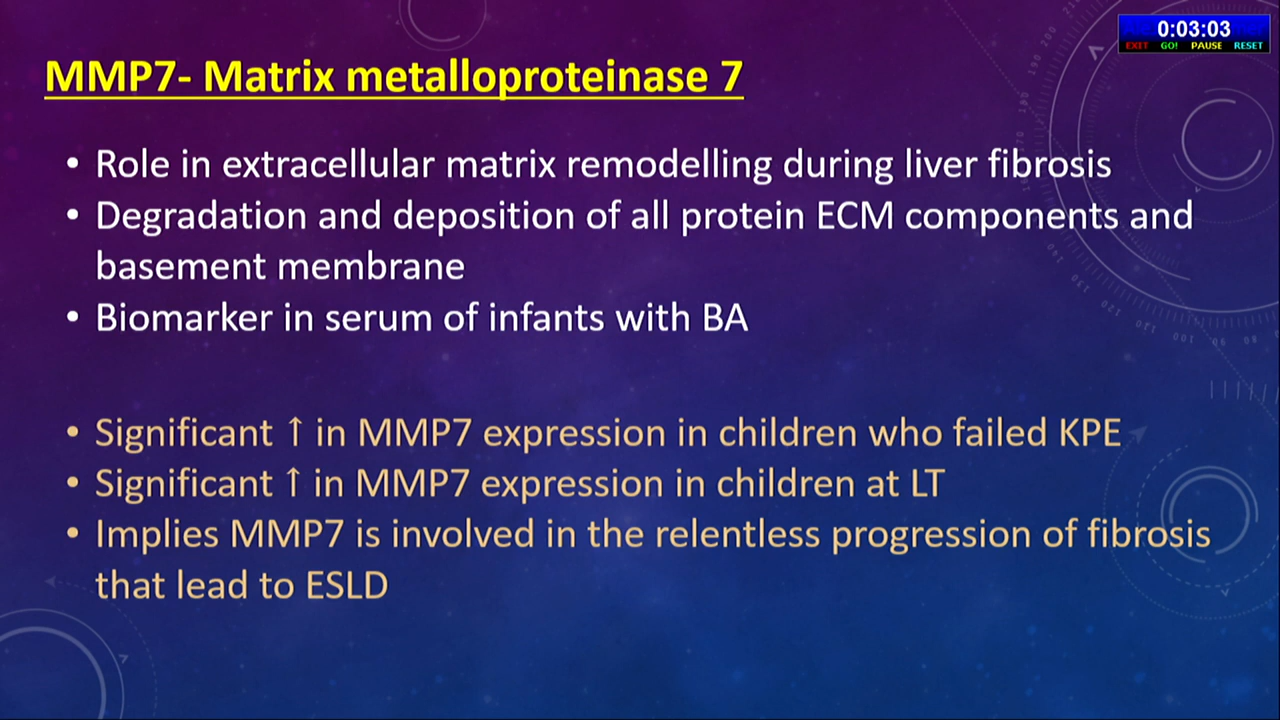 0:03:03
EXIT GO! PAUSE RESET
MMP7- Matrix metalloproteinase 7
• Role in extracellular matrix remodelling during liver fibrosis
• Degradation and deposition of all protein ECM components and
basement membrane
• Biomarker in serum of infants with BA
• Significant ↑ in MMP7 expression in children who failed KPE
• Significant ↑ in MMP7 expression in children at LT
• Implies MMP7 is involved in the relentless progression of fibrosis
that lead to ESLD